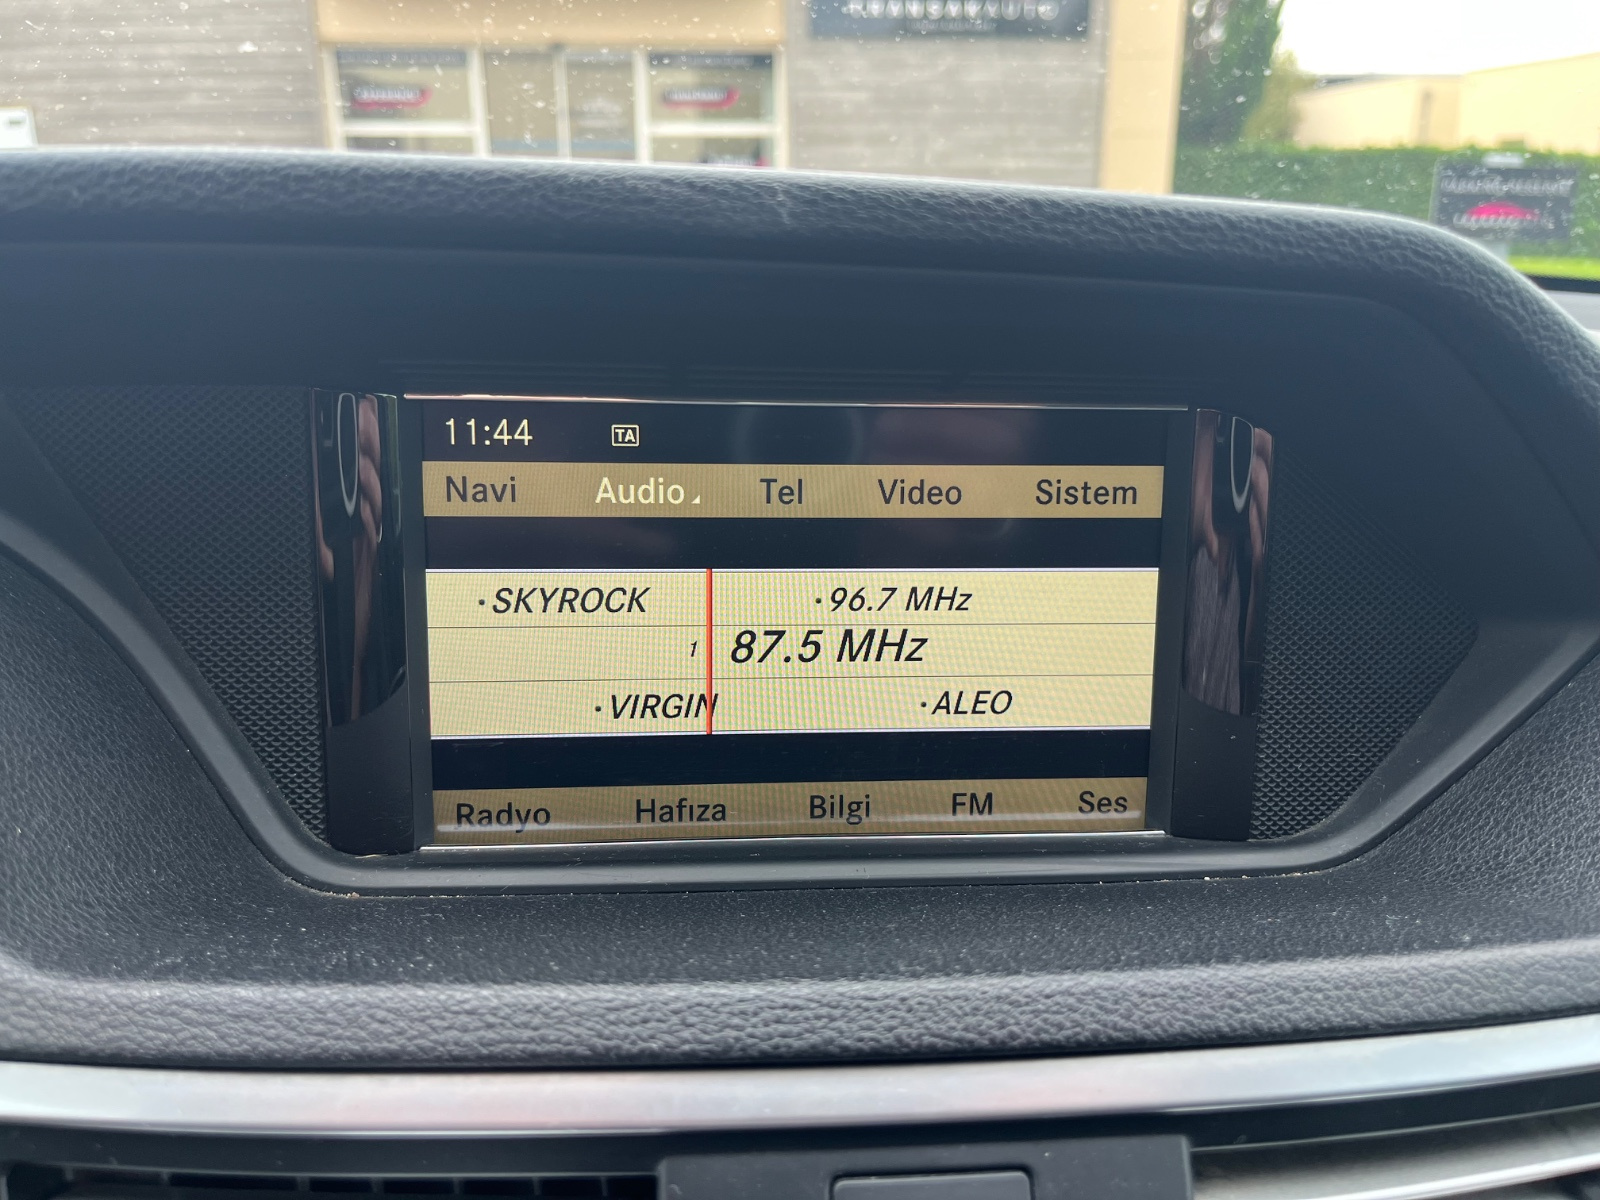 11:44 TA
Navi Audio Tel Video Sistem
·SKYROCK ·96.7 MHz
1 87.5 MHz
·VIRGIN ·ALEO
Radyo Hafıza Bilgi FM Ses